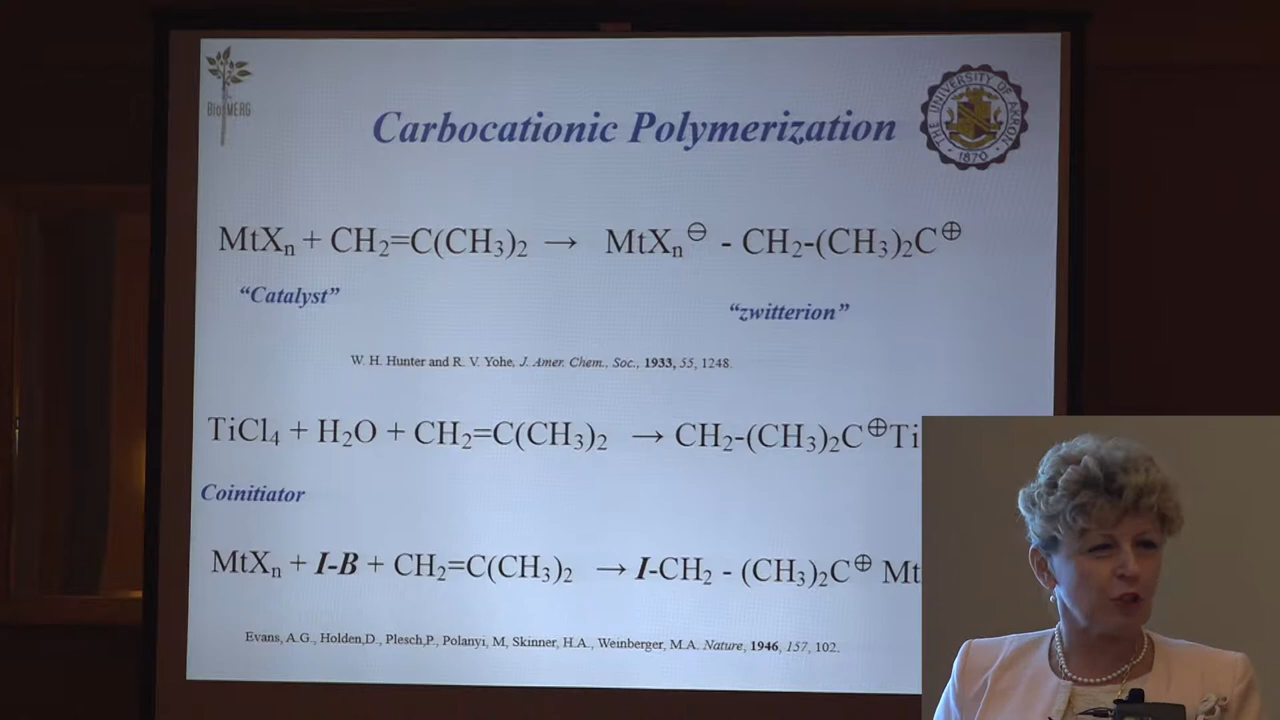 BioMERG
Carbocationic Polymerization
THE UNIVERSITY OF AKRON
1870
MtXₙ + CH₂=C(CH₃)₂ → MtXₙ⊖ - CH₂-(CH₃)₂C⊕
“Catalyst”
“zwitterion”
W. H. Hunter and R. V. Yohe, J. Amer. Chem., Soc., 1933, 55, 1248.
TiCl₄ + H₂O + CH₂=C(CH₃)₂ → CH₂-(CH₃)₂C⊕Ti
Coinitiator
MtXₙ + I-B + CH₂=C(CH₃)₂ → I-CH₂ - (CH₃)₂C⊕ Mt
Evans, A.G., Holden,D., Plesch,P., Polanyi, M, Skinner, H.A., Weinberger, M.A. Nature, 1946, 157, 102.